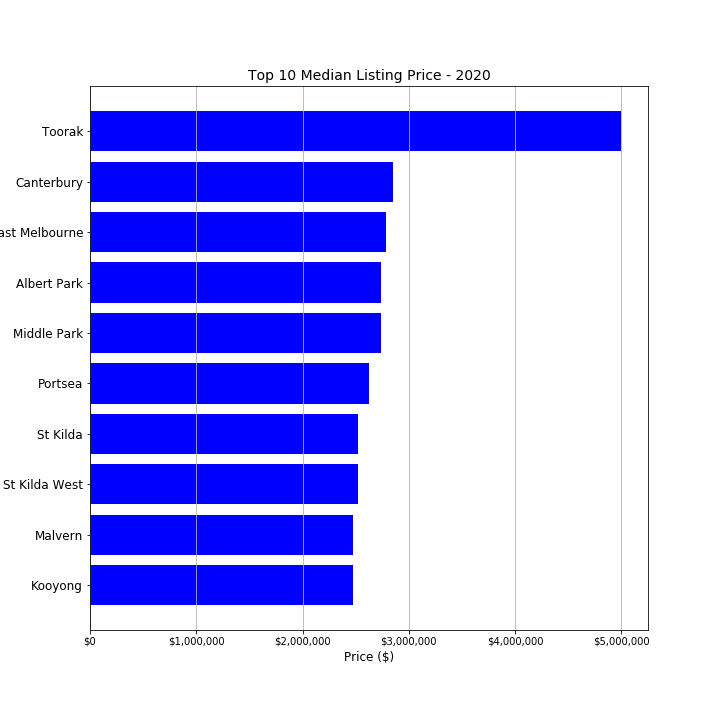 Top 10 Median Listing Price - 2020
Toorak
Canterbury
ast Melbourne
Albert Park
Middle Park
Portsea
St Kilda
St Kilda West
Malvern
Kooyong
$0 $1,000,000 $2,000,000 $3,000,000 $4,000,000 $5,000,000
Price ($)